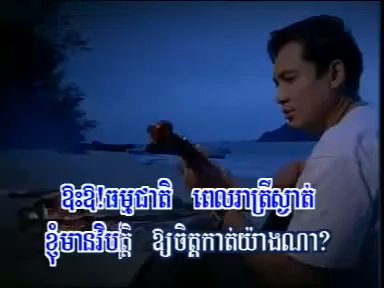 ឱះឱ!ធម្មជាតិ ពេលរាត្រីស្ងាត់
ខ្ញុំមានវិបត្តិ ឱ្យចិត្តកាត់យ៉ាងណា?